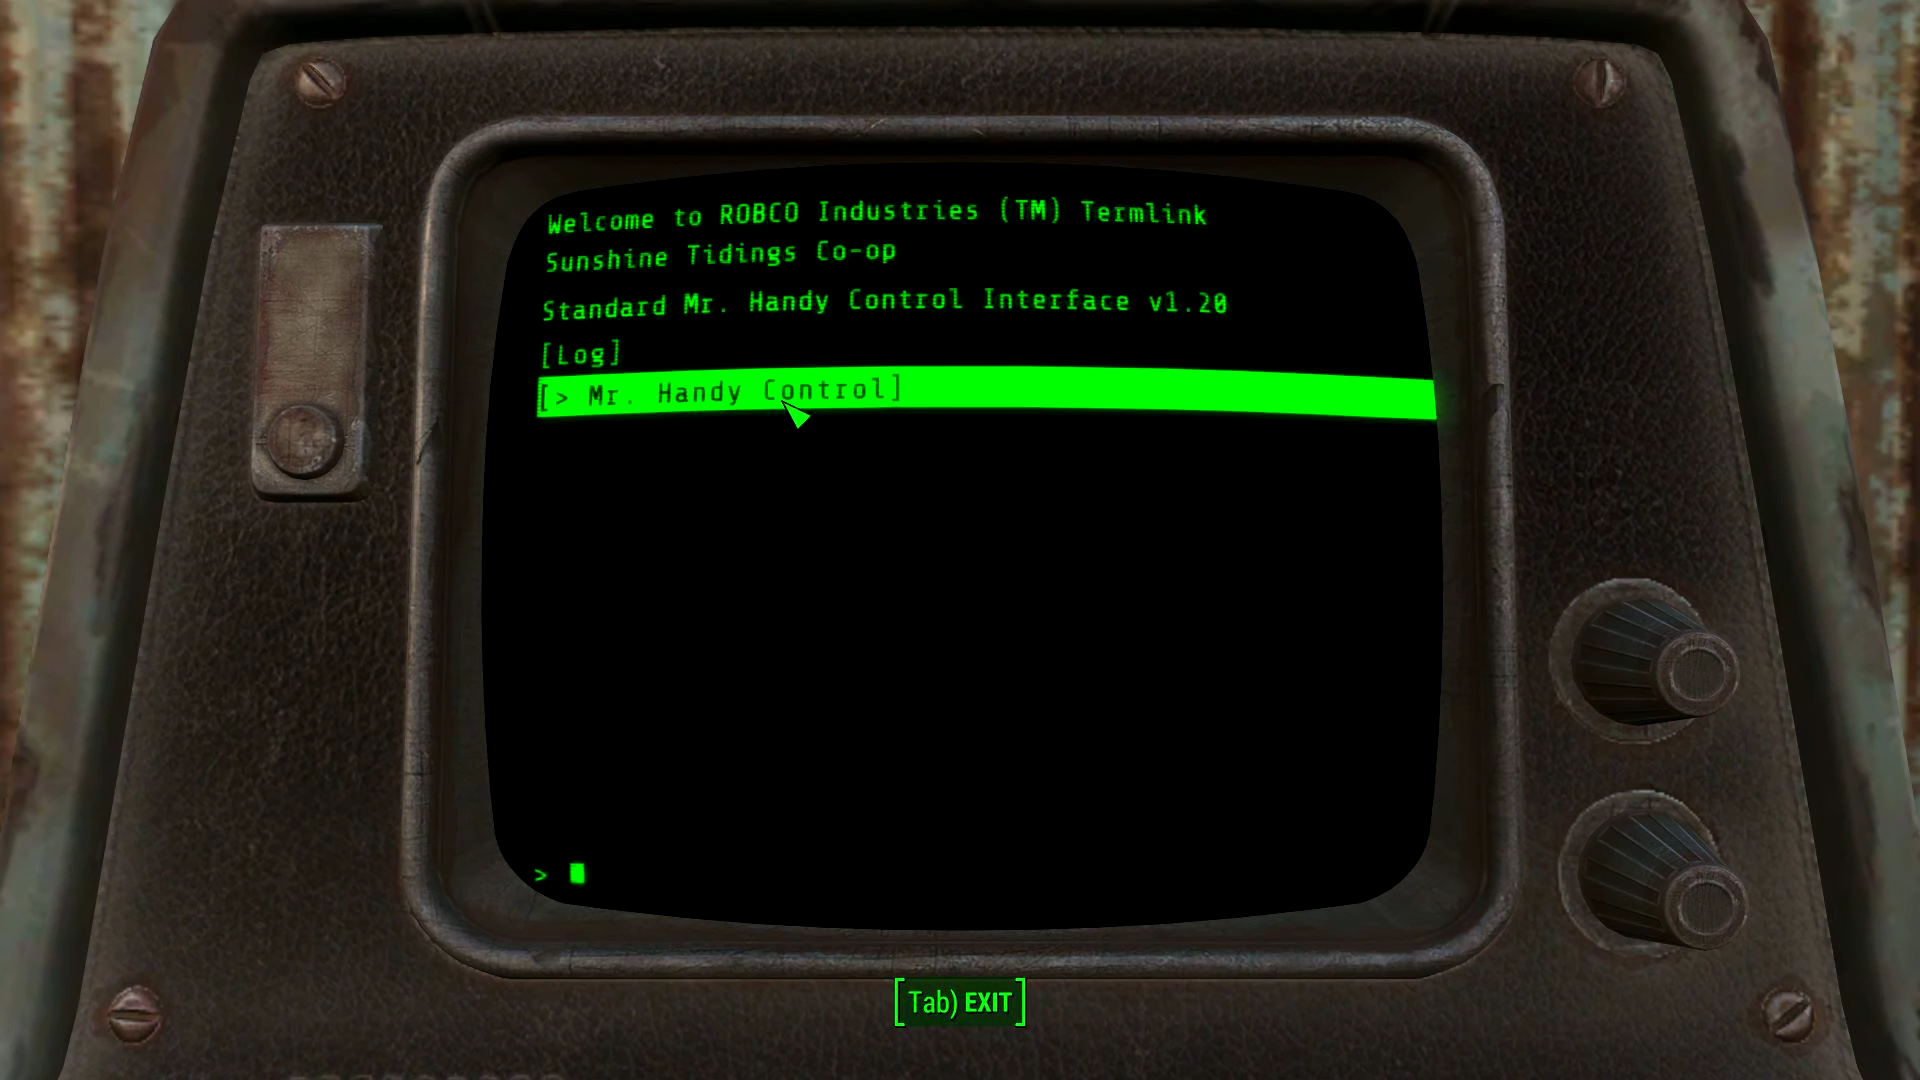 Welcome to ROBCO Industries (TM) Termlink
Sunshine Tidings Co-op
Standard Mr. Handy Control Interface v1.20
[Log]
[> Mr. Handy Control]
>
[Tab) EXIT]